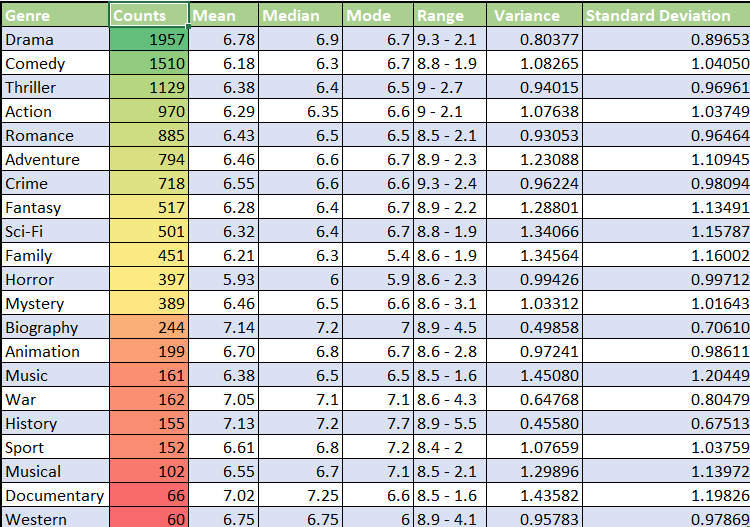 Genre Counts Mean Median Mode Range Variance Standard Deviation
Drama 1957 6.78 6.9 6.7 9.3 - 2.1 0.80377 0.89653
Comedy 1510 6.18 6.3 6.7 8.8 - 1.9 1.08265 1.04050
Thriller 1129 6.38 6.4 6.5 9 - 2.7 0.94015 0.96961
Action 970 6.29 6.35 6.6 9 - 2.1 1.07638 1.03749
Romance 885 6.43 6.5 6.5 8.5 - 2.1 0.93053 0.96464
Adventure 794 6.46 6.6 6.7 8.9 - 2.3 1.23088 1.10945
Crime 718 6.55 6.6 6.6 9.3 - 2.4 0.96224 0.98094
Fantasy 517 6.28 6.4 6.7 8.9 - 2.2 1.28801 1.13491
Sci-Fi 501 6.32 6.4 6.7 8.8 - 1.9 1.34066 1.15787
Family 451 6.21 6.3 5.4 8.6 - 1.9 1.34564 1.16002
Horror 397 5.93 6 5.9 8.6 - 2.3 0.99426 0.99712
Mystery 389 6.46 6.5 6.6 8.6 - 3.1 1.03312 1.01643
Biography 244 7.14 7.2 7 8.9 - 4.5 0.49858 0.70610
Animation 199 6.70 6.8 6.7 8.6 - 2.8 0.97241 0.98611
Music 161 6.38 6.5 6.5 8.5 - 1.6 1.45080 1.20449
War 162 7.05 7.1 7.1 8.6 - 4.3 0.64768 0.80479
History 155 7.13 7.2 7.7 8.9 - 5.5 0.45580 0.67513
Sport 152 6.61 6.8 7.2 8.4 - 2 1.07659 1.03759
Musical 102 6.55 6.7 7.1 8.5 - 2.1 1.29896 1.13972
Documentary 66 7.02 7.25 6.6 8.5 - 1.6 1.43582 1.19826
Western 60 6.75 6.75 6 8.9 - 4.1 0.95783 0.97869